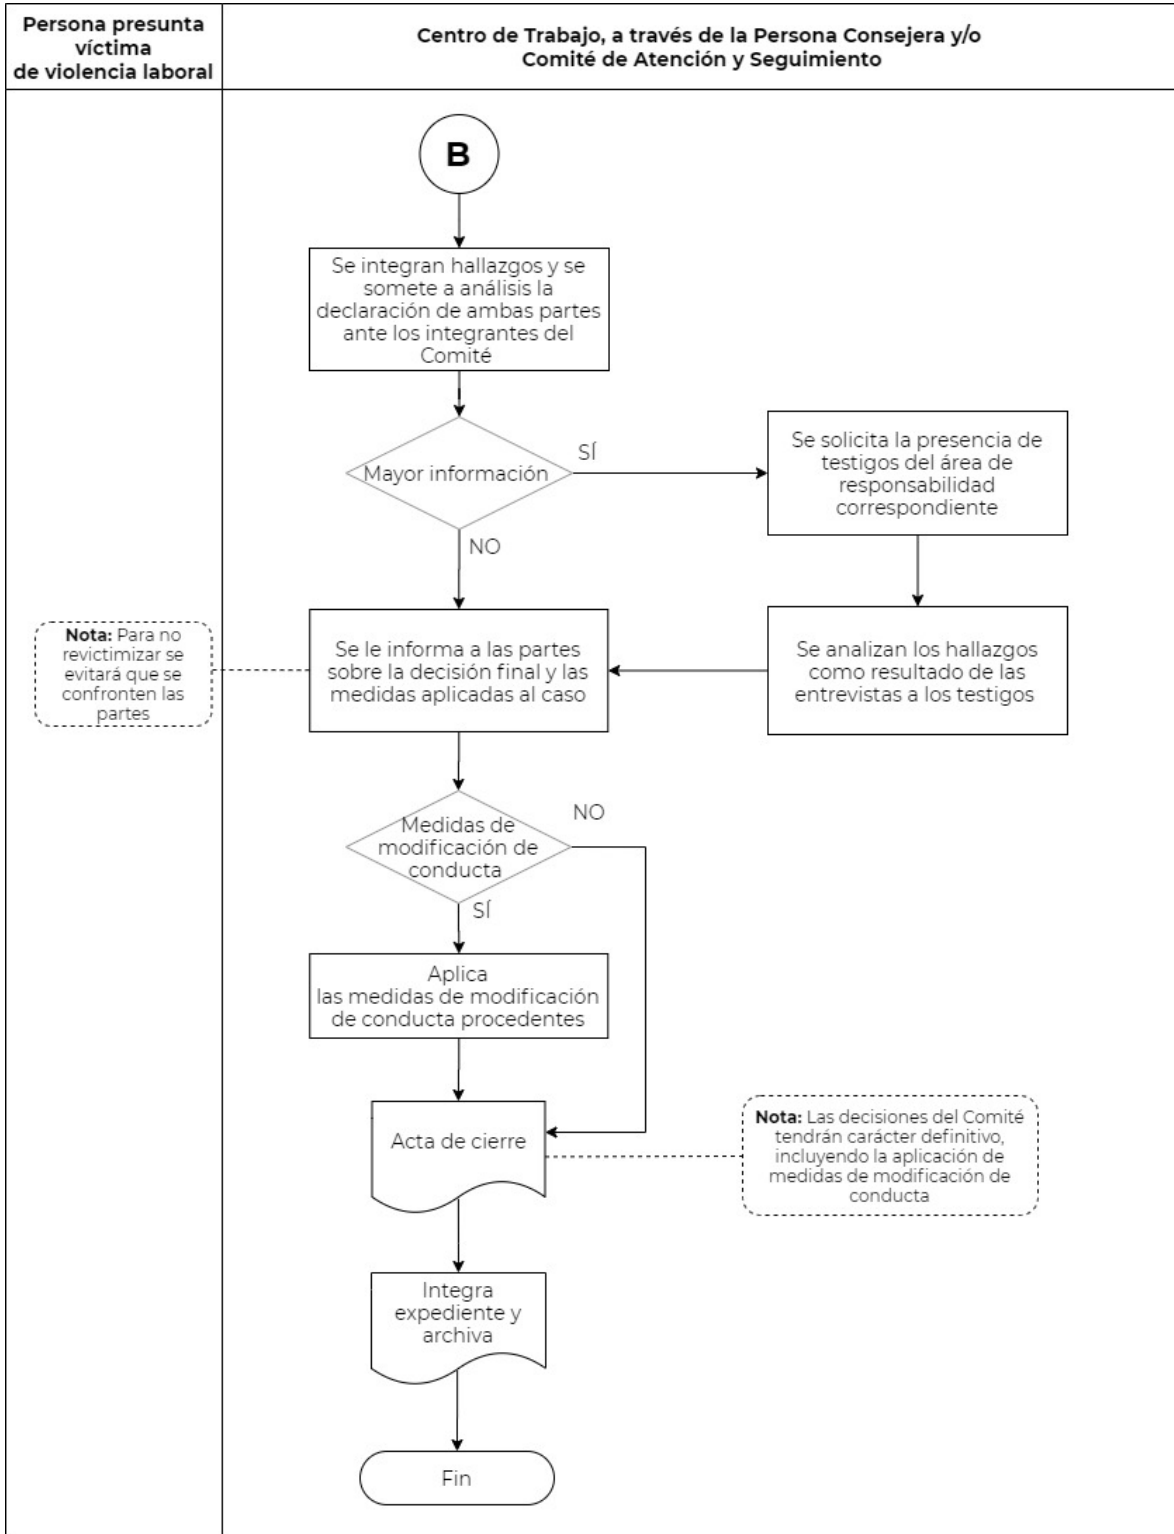 Persona presunta
víctima
de violencia laboral
Centro de Trabajo, a través de la Persona Consejera y/o
Comité de Atención y Seguimiento
B
Se integran hallazgos y se
somete a análisis la
declaración de ambas partes
ante los integrantes del
Comité
Mayor información
SÍ
Se solicita la presencia de
testigos del área de
responsabilidad
correspondiente
NO
Nota: Para no
revictimizar se
evitará que se
confronten las
partes
Se le informa a las partes
sobre la decisión final y las
medidas aplicadas al caso
Se analizan los hallazgos
como resultado de las
entrevistas a los testigos
Medidas de
modificación de
conducta
NO
SÍ
Aplica
las medidas de modificación
de conducta procedentes
Acta de cierre
Nota: Las decisiones del Comité
tendrán carácter definitivo,
incluyendo la aplicación de
medidas de modificación de
conducta
Integra
expediente y
archiva
Fin